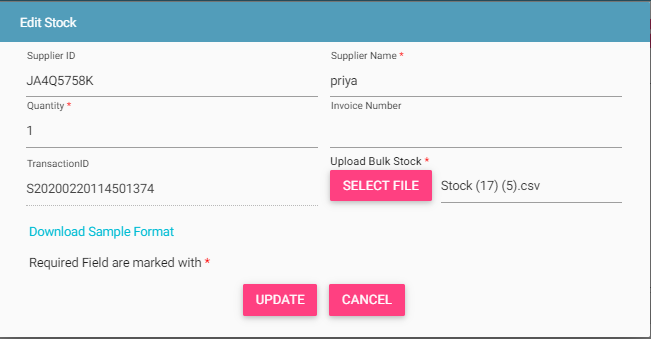 Edit Stock
Supplier ID
Supplier Name *
JA4Q5758K
priya
Quantity *
Invoice Number
1
TransactionID
Upload Bulk Stock *
S20200220114501374
SELECT FILE
Stock (17) (5).csv
Download Sample Format
Required Field are marked with *
UPDATE
CANCEL